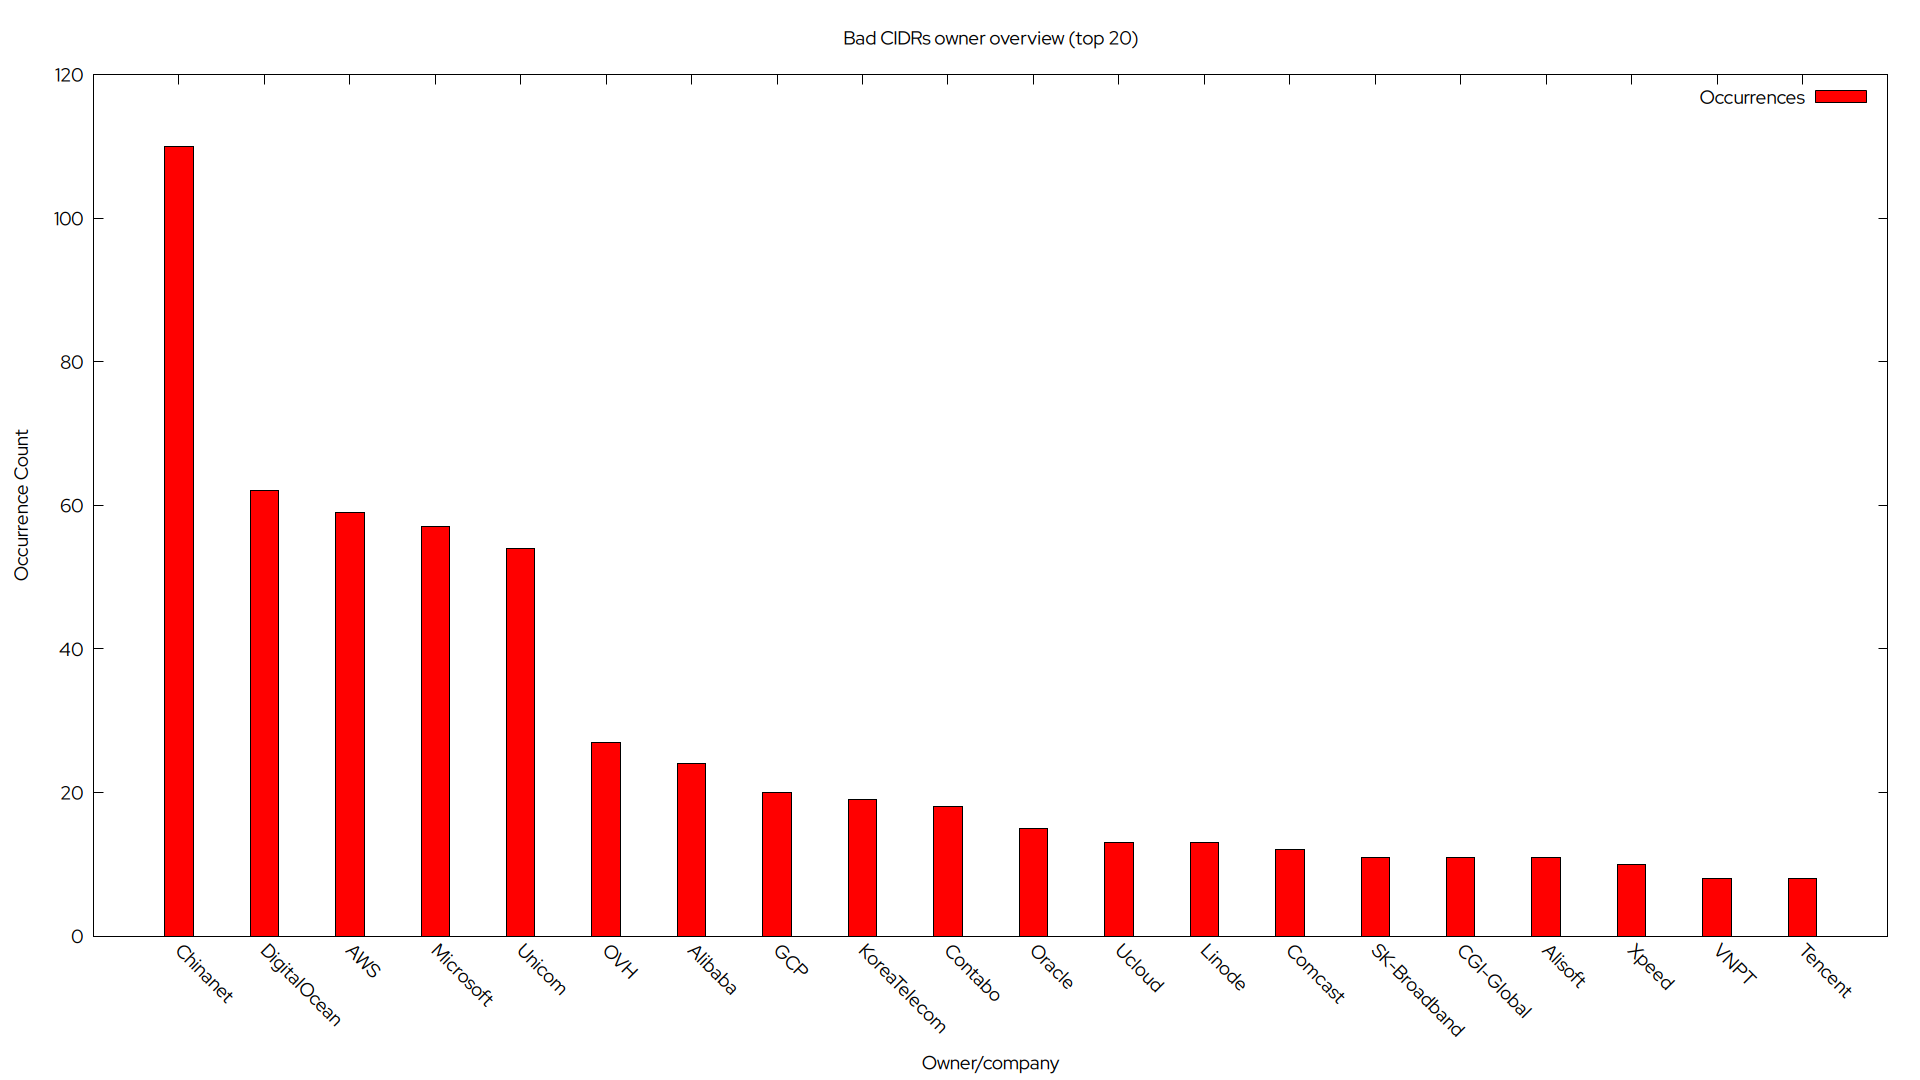 Bad CIDRs owner overview (top 20)
Occurrences
120
100
80
60
40
20
0
Occurrence Count
Chinanet
DigitalOcean
AWS
Microsoft
Unicom
OVH
Alibaba
GCP
KoreaTelecom
Contabo
Oracle
Ucloud
Linode
Comcast
SK-Broadband
CGI-Global
Alisoft
Xpeed
VNPT
Tencent
Owner/company